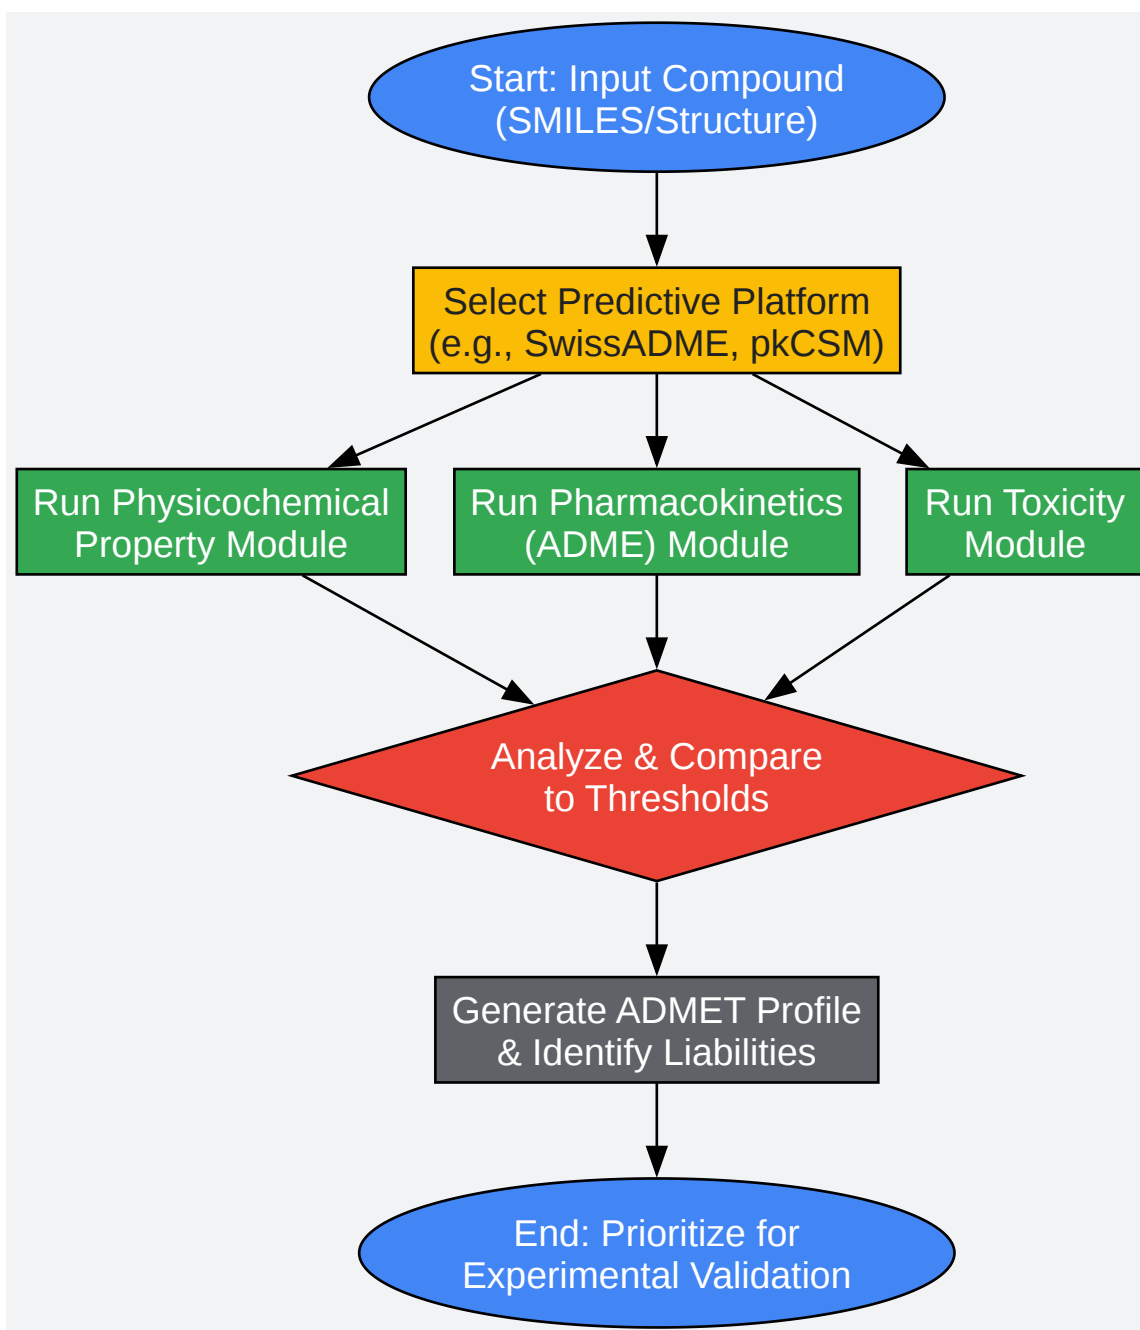 Start: Input Compound
(SMILES/Structure)
Select Predictive Platform
(e.g., SwissADME, pkCSM)
Run Physicochemical
Property Module
Run Pharmacokinetics
(ADME) Module
Run Toxicity
Module
Analyze & Compare
to Thresholds
Generate ADMET Profile
& Identify Liabilities
End: Prioritize for
Experimental Validation